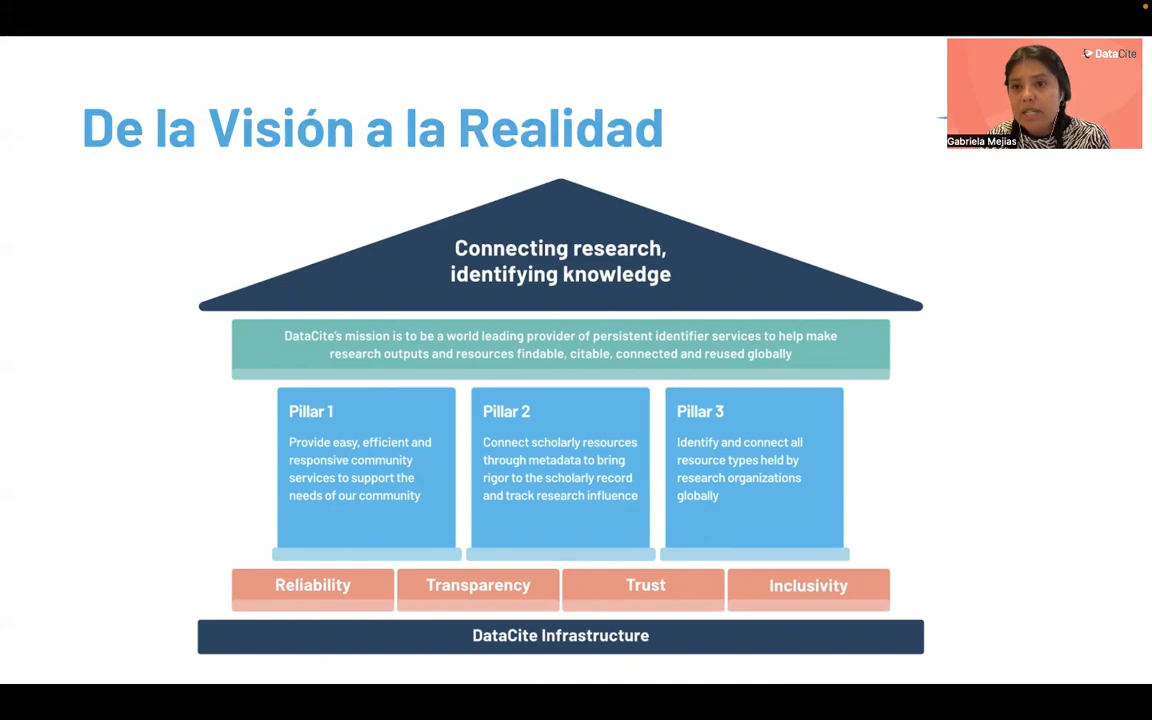 De la Visión a la Realidad
DataCite
Gabriela Mejias
Connecting research,
identifying knowledge
DataCite's mission is to be a world leading provider of persistent identifier services to help make
research outputs and resources findable, citable, connected and reused globally
Pillar 1
Provide easy, efficient and
responsive community
services to support the
needs of our community
Pillar 2
Connect scholarly resources
through metadata to bring
rigor to the scholarly record
and track research influence
Pillar 3
Identify and connect all
resource types held by
research organizations
globally
Reliability
Transparency
Trust
Inclusivity
DataCite Infrastructure